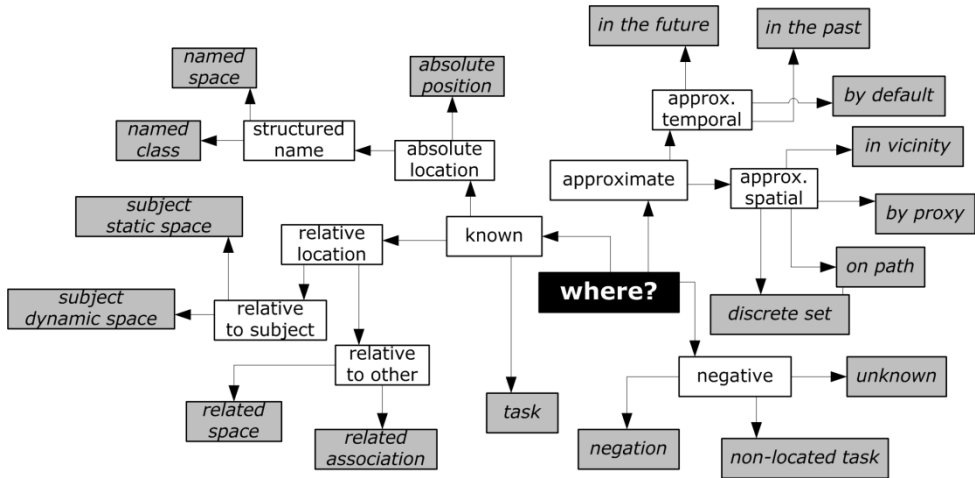 in the future
in the past
named
space
absolute
position
approx.
temporal
by default
named
class
structured
name
absolute
location
in vicinity
approximate
approx.
spatial
subject
static space
relative
location
known
by proxy
on path
where?
subject
dynamic space
relative
to subject
discrete set
relative
to other
negative
unknown
related
space
task
related
association
negation
non-located task